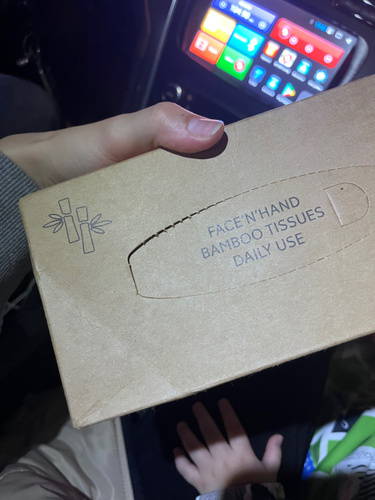 FACE'N'HAND
BAMBOO TISSUES
DAILY USE